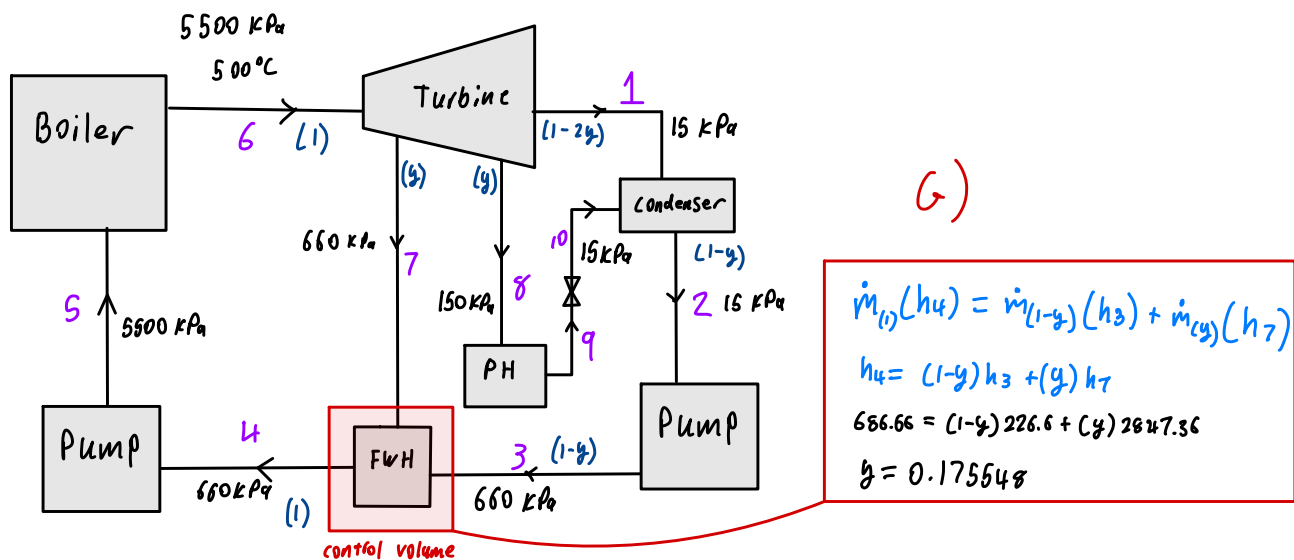 5500 kPa
500°C
Boiler
6
(1)
Turbine
1
(1-2y)
15 kPa
(y)
(y)
Condenser
660 kPa
7
8
10
15kPa
(1-y)
2
15 kPa
150kPa
9
5
5500 kPa
PH
Pump
4
660kPa
(1)
FWH
3
(1-y)
660 kPa
Pump
control volume
G)
ṁ(1)(h4) = ṁ(1-y)(h3) + ṁ(y)(h7)
h4 = (1-y)h3 + (y)h7
686.66 = (1-y)226.6 + (y)2847.36
y = 0.175548